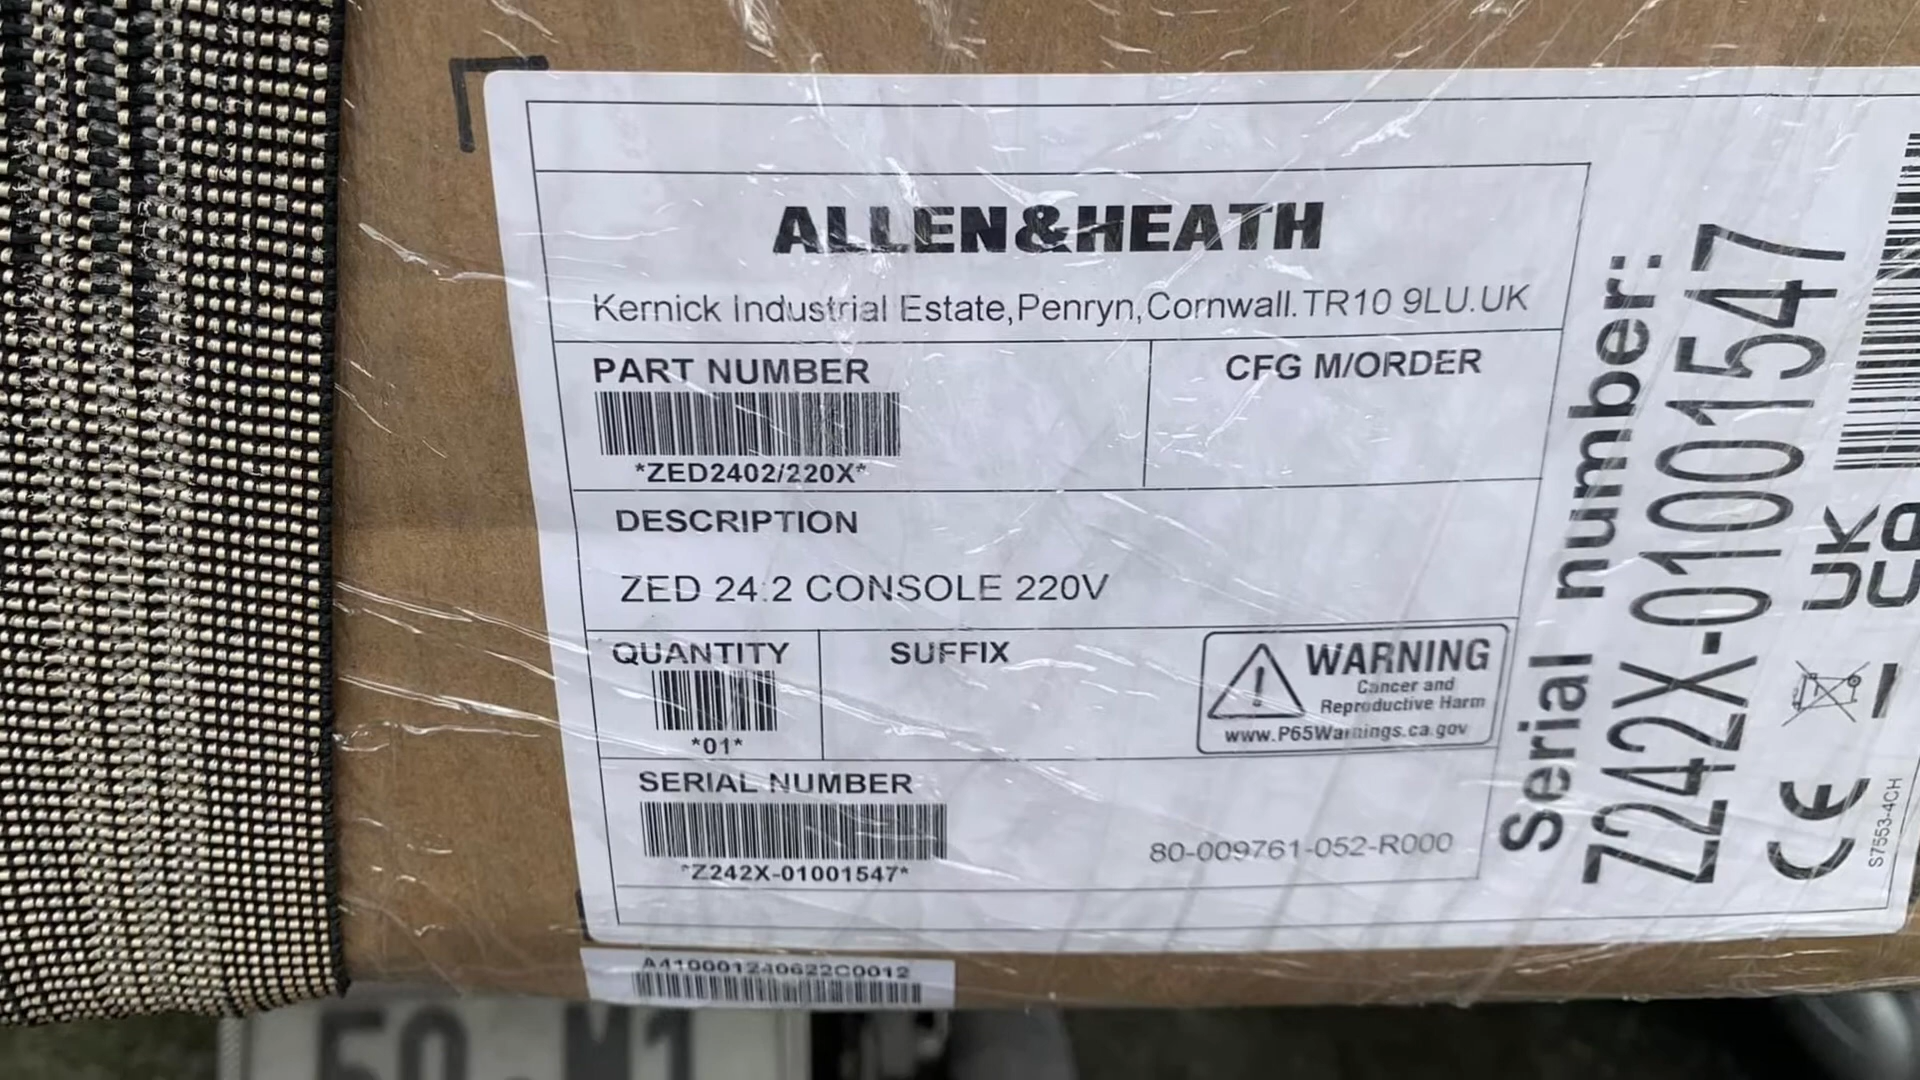 ALLEN&HEATH
Kernick Industrial Estate,Penryn,Cornwall.TR10 9LU.UK
PART NUMBER
*ZED2402/220X*
CFG M/ORDER
DESCRIPTION
ZED 24:2 CONSOLE 220V
QUANTITY
*01*
SUFFIX
WARNING
Cancer and
Reproductive Harm
www.P65Warnings.ca.gov
SERIAL NUMBER
*Z242X-01001547*
80-009761-052-R000
Serial number:
Z242X-01001547
UK
CA
CE
S7553-4CH
A410001240622C0012